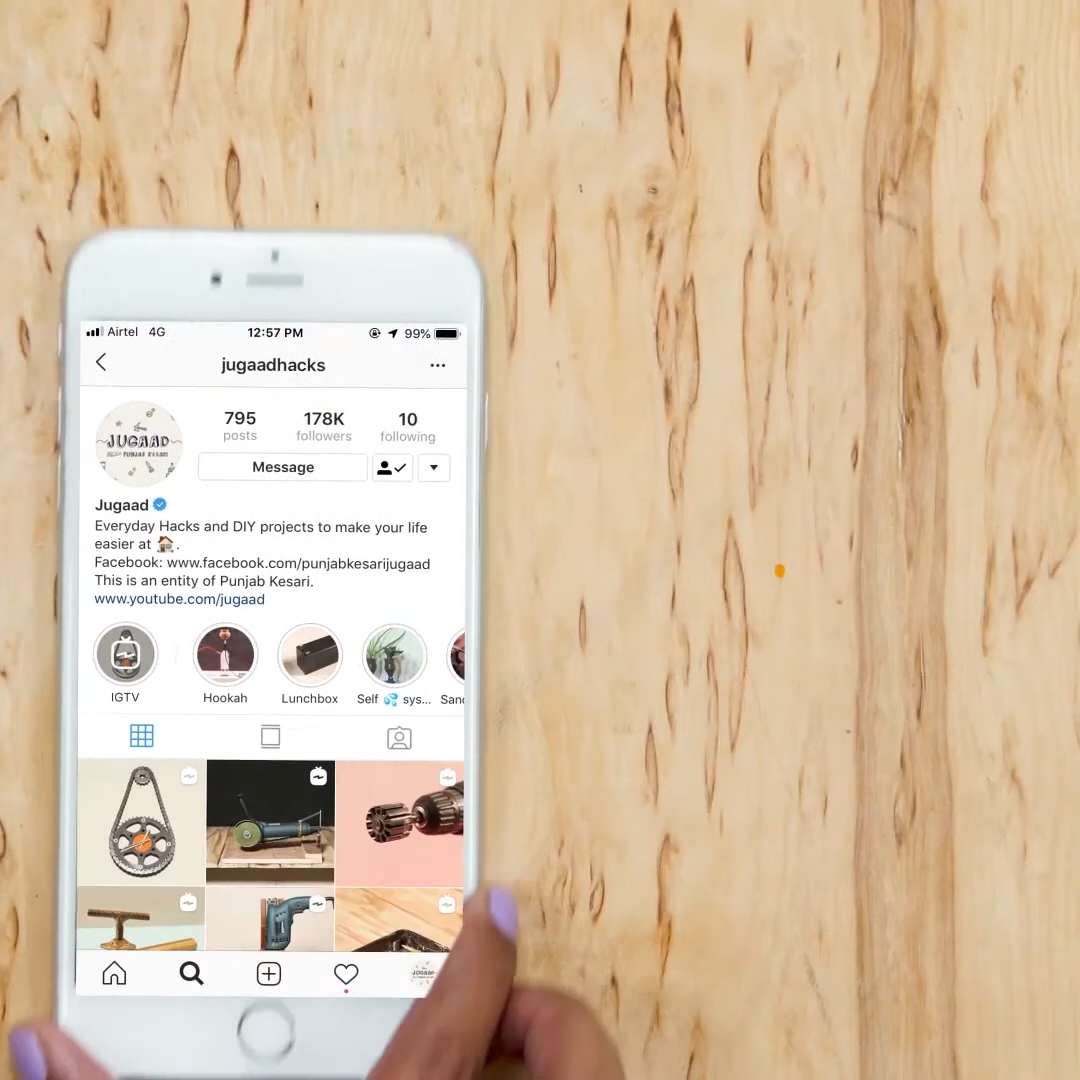 Airtel 4G 12:57 PM 99%
jugaadhacks
795 178K 10
posts followers following
JUGAAD
Message
Jugaad
Everyday Hacks and DIY projects to make your life
easier at 🏠.
Facebook: www.facebook.com/punjabkesarijugaad
This is an entity of Punjab Kesari.
www.youtube.com/jugaad
IGTV Hookah Lunchbox Self 💦 sys... Sand